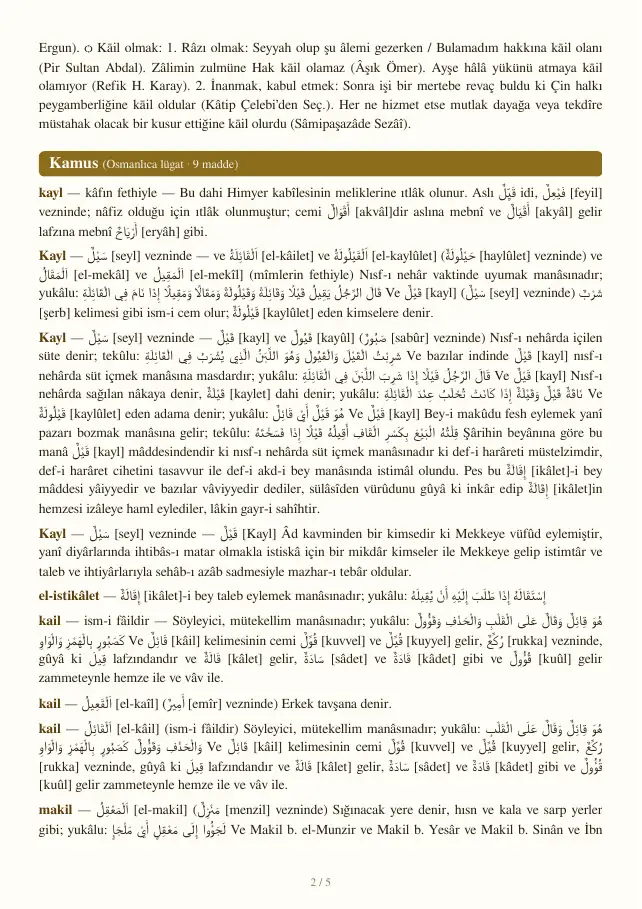 Ergun). ○ Kāil olmak: 1. Râzı olmak: Seyyah olup şu âlemi gezerken / Bulamadım hakkına kāil olanı
(Pir Sultan Abdal). Zâlimin zulmüne Hak kāil olamaz (Âşık Ömer). Ayşe hâlâ yükünü atmaya kāil
olamıyor (Refik H. Karay). 2. İnanmak, kabul etmek: Sonra işi bir mertebe revaç buldu ki Çin halkı
peygamberliğine kāil oldular (Kâtip Çelebi'den Seç.). Her ne hizmet etse mutlak dayağa veya tekdîre
müstahak olacak bir kusur ettiğine kāil olurdu (Sâmipaşazâde Sezâî).
Kamus (Osmanlıca lügat · 9 madde)
kayl — kâfın fethiyle — Bu dahi Himyer kabîlesinin meliklerine ıtlâk olunur. Aslı قَيِّلٌ idi, فَيْعِلٌ [feyil]
vezninde; nâfiz olduğu için ıtlâk olunmuştur; cemi أَقْوَالٌ [akvâl]dir aslına mebnî ve أَقْيَالٌ [akyâl] gelir
lafzına mebnî أَرْيَاحٌ [eryâh] gibi.
Kayl — سَيْلٌ [seyl] vezninde — ve اَلْقَائِلَةُ [el-kâilet] ve اَلْقَيْلُولَةُ [el-kaylûlet] (حَيْلُولَةٌ [haylûlet] vezninde) ve
اَلْمَقَالُ [el-mekâl] ve اَلْمَقِيلُ [el-mekîl] (mîmlerin fethiyle) Nısf-ı nehâr vaktinde uyumak manâsınadır;
yukâlu: قَالَ الرَّجُلُ يَقِيلُ قَيْلًا وَقَائِلَةً وَقَيْلُولَةً وَمَقَالًا وَمَقِيلًا إِذَا نَامَ فِي الْقَائِلَةِ Ve قَيْلٌ [kayl] (سَيْلٌ [seyl] vezninde) شَرْبٌ
[şerb] kelimesi gibi ism-i cem olur; قَيْلُولَةٌ [kaylûlet] eden kimselere denir.
Kayl — سَيْلٌ [seyl] vezninde — قَيْلٌ [kayl] ve قَيُولٌ [kayûl] (صَبُورٌ [sabûr] vezninde) Nısf-ı nehârda içilen
süte denir; tekûlu: شَرِبْتُ الْقَيْلَ وَالْقَيُولَ وَهُوَ اللَّبَنُ الَّذِي يُشْرَبُ فِي الْقَائِلَةِ Ve bazılar indinde قَيْلٌ [kayl] nısf-ı
nehârda süt içmek manâsına masdardır; yukâlu: قَالَ الرَّجُلُ قَيْلًا إِذَا شَرِبَ اللَّبَنَ فِي الْقَائِلَةِ Ve قَيْلٌ [kayl] Nısf-ı
nehârda sağılan nâkaya denir, قَيْلَةٌ [kaylet] dahi denir; yukâlu: نَاقَةٌ قَيْلٌ وَقَيْلَةٌ إِذَا كَانَتْ تُحْلَبُ عِنْدَ الْقَائِلَةِ Ve
قَيْلُولَةٌ [kaylûlet] eden adama denir; yukâlu: هُوَ قَيْلٌ أَيْ قَائِلٌ Ve قَيْلٌ [kayl] Bey-i makûdu fesh eylemek yanî
pazarı bozmak manâsına gelir; tekûlu: قِلْتُهُ الْبَيْعَ بِكَسْرِ الْقَافِ أَقِيلُهُ قَيْلًا إِذَا فَسَخْتَهُ Şârihin beyânına göre bu
manâ قَيْلٌ [kayl] mâddesindendir ki nısf-ı nehârda süt içmek manâsınadır ki def-i harâreti müstelzimdir,
def-i harâret cihetini tasavvur ile def-i akd-i bey manâsında istimâl olundu. Pes bu إِقَالَةٌ [ikâlet]-i bey
mâddesi yâiyyedir ve bazılar vâviyyedir dediler, sülâsîden vürûdunu gûyâ ki inkâr edip إِقَالَةٌ [ikâlet]in
hemzesi izâleye haml eylediler, lâkin gayr-i sahîhtir.
Kayl — سَيْلٌ [seyl] vezninde — قَيْلٌ [Kayl] Âd kavminden bir kimsedir ki Mekkeye vüfûd eylemiştir,
yanî diyârlarında ihtibâs-ı matar olmakla istiskâ için bir mikdâr kimseler ile Mekkeye gelip istimtâr ve
taleb ve ihtiyârlarıyla sehâb-ı azâb sadmesiyle mazhar-ı tebâr oldular.
el-istikâlet — إِقَالَةٌ [ikâlet]-i bey taleb eylemek manâsınadır; yukâlu: إِسْتَقَالَهُ إِذَا طَلَبَ إِلَيْهِ أَنْ يُقِيلَهُ
kail — ism-i fâildir — Söyleyici, mütekellim manâsınadır; yukâlu: هُوَ قَائِلٌ وَقَالٌ عَلَى الْقَلْبِ وَالْحَذْفِ وَقَؤُولٌ
كَصَبُورٍ بِالْهَمْزِ وَالْوَاوِ Ve قَائِلٌ [kâil] kelimesinin cemi قُوَّلٌ [kuvvel] ve قُيَّلٌ [kuyyel] gelir, رُكَّعٌ [rukka] vezninde,
gûyâ ki قِيلَ lafzındandır ve قَالَةٌ [kâlet] gelir, سَادَةٌ [sâdet] ve قَادَةٌ [kâdet] gibi ve قُؤُولٌ [kuûl] gelir
zammeteynle hemze ile ve vâv ile.
kail — اَلْقَعِيلُ [el-kaîl] (أَمِيرٌ [emîr] vezninde) Erkek tavşana denir.
kail — اَلْقَائِلُ [el-kâil] (ism-i fâildir) Söyleyici, mütekellim manâsınadır; yukâlu: هُوَ قَائِلٌ وَقَالٌ عَلَى الْقَلْبِ
وَالْحَذْفِ وَقَؤُولٌ كَصَبُورٍ بِالْهَمْزِ وَالْوَاوِ Ve قَائِلٌ [kâil] kelimesinin cemi قُوَّلٌ [kuvvel] ve قُيَّلٌ [kuyyel] gelir, رُكَّعٌ
[rukka] vezninde, gûyâ ki قِيلَ lafzındandır ve قَالَةٌ [kâlet] gelir, سَادَةٌ [sâdet] ve قَادَةٌ [kâdet] gibi ve قُؤُولٌ
[kuûl] gelir zammeteynle hemze ile ve vâv ile.
makil — اَلْمَعْقِلُ [el-makil] (مَنْزِلٌ [menzil] vezninde) Sığınacak yere denir, hısn ve kala ve sarp yerler
gibi; yukâlu: لَجَؤُوا إِلَى مَعْقِلٍ أَيْ مَلْجَإٍ Ve Makil b. el-Munzir ve Makil b. Yesâr ve Makil b. Sinân ve İbn
2 / 5